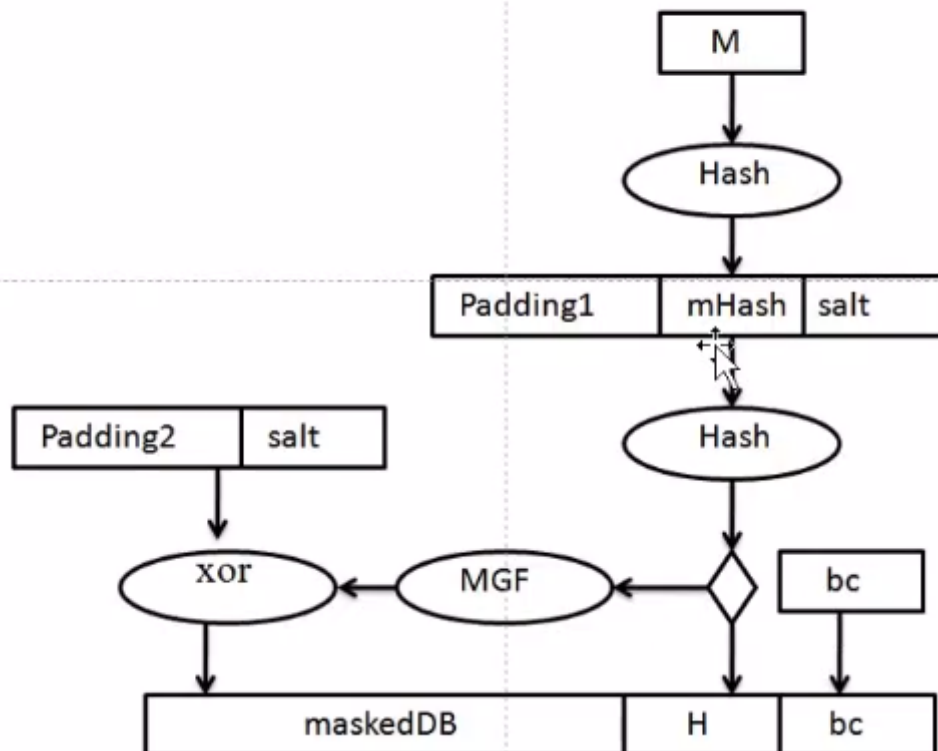 M
Hash
Padding1 mHash salt
Padding2 salt
Hash
xor MGF bc
maskedDB H bc